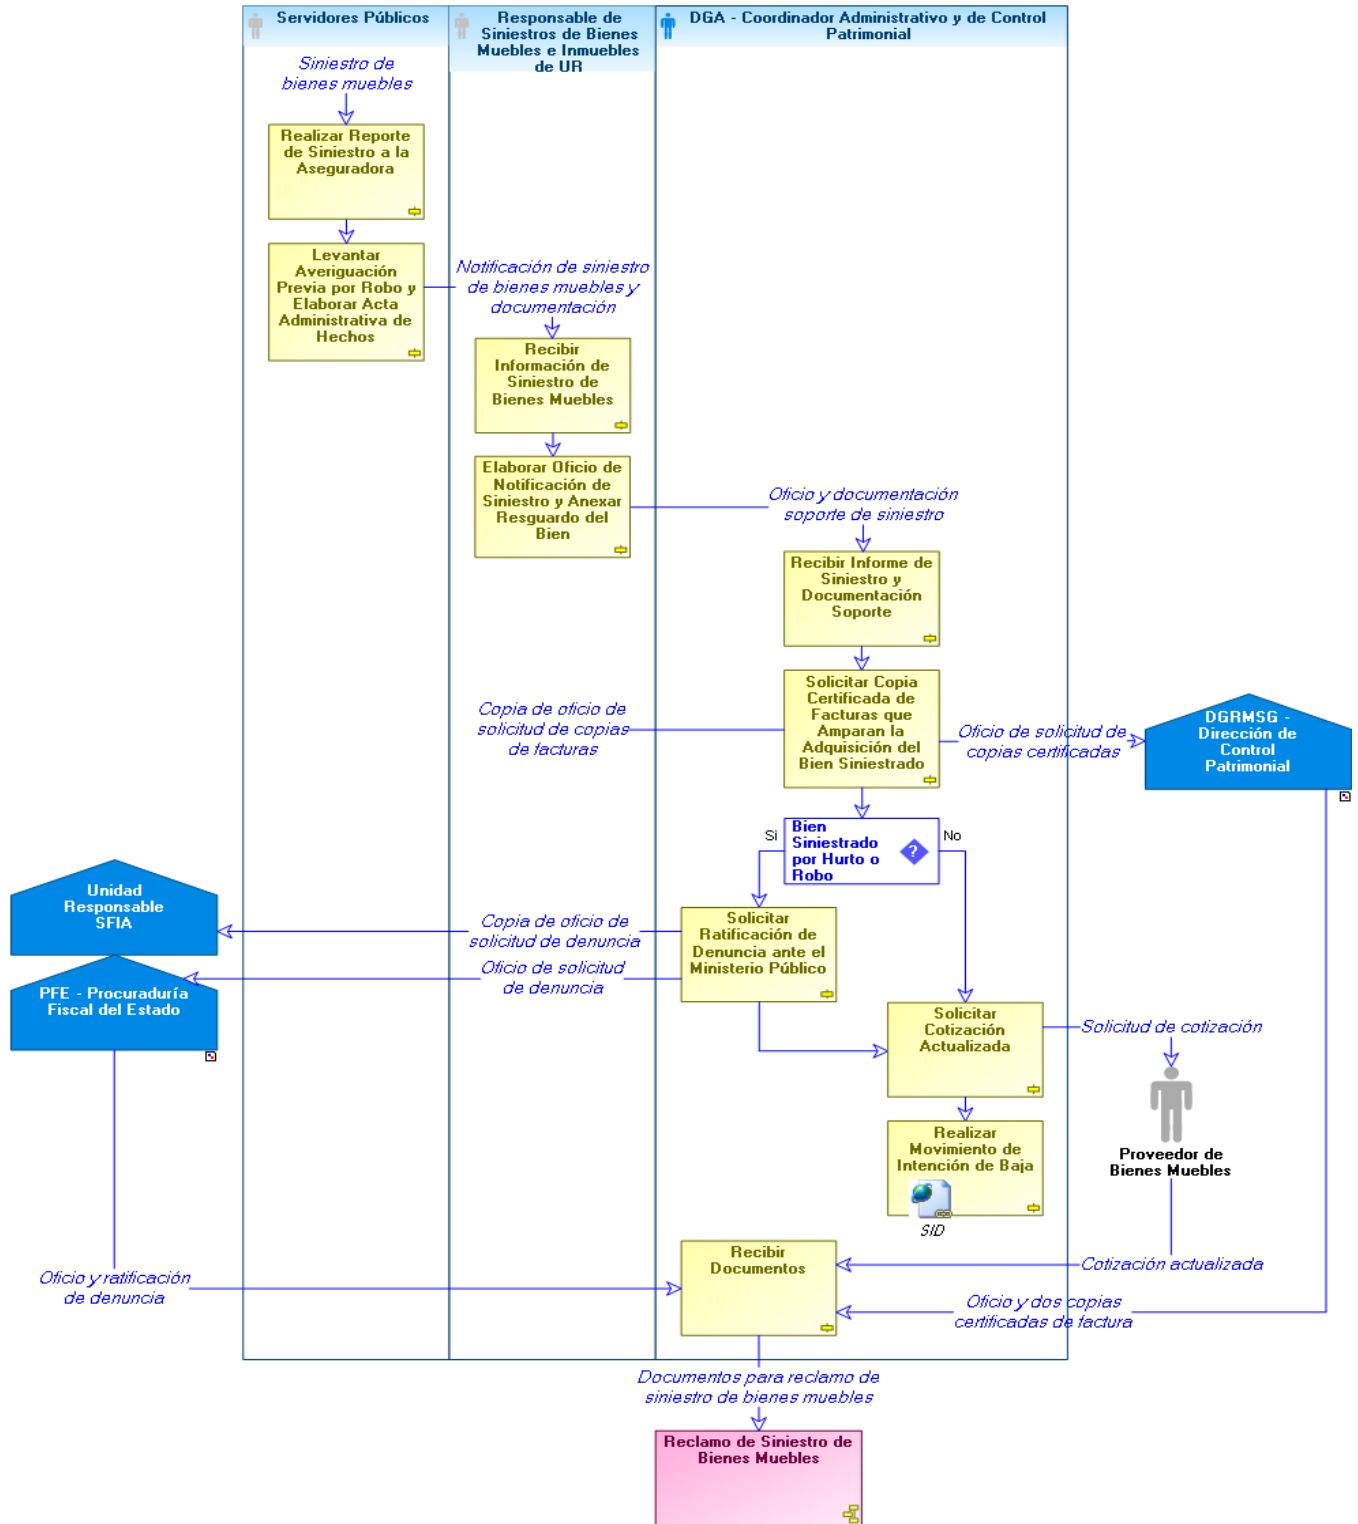 Servidores Públicos
Responsable de
Siniestros de Bienes
Muebles e Inmuebles
de UR
DGA - Coordinador Administrativo y de Control
Patrimonial
Siniestro de
bienes muebles
Realizar Reporte
de Siniestro a la
Aseguradora
Levantar
Averiguación
Previa por Robo y
Elaborar Acta
Administrativa de
Hechos
Notificación de siniestro
de bienes muebles y
documentación
Recibir
Información de
Siniestro de
Bienes Muebles
Elaborar Oficio de
Notificación de
Siniestro y Anexar
Resguardo del
Bien
Oficio y documentación
soporte de siniestro
Recibir Informe de
Siniestro y
Documentación
Soporte
Solicitar Copia
Certificada de
Facturas que
Amparan la
Adquisición del
Bien Siniestrado
Copia de oficio de
solicitud de copias
de facturas
Oficio de solicitud de
copias certificadas
DGRMSG -
Dirección de
Control
Patrimonial
Si
Bien
Siniestrado
por Hurto o
Robo
?
No
Unidad
Responsable
SFIA
Copia de oficio de
solicitud de denuncia
Solicitar
Ratificación de
Denuncia ante el
Ministerio Público
Oficio de solicitud
de denuncia
PFE - Procuraduría
Fiscal del Estado
Solicitar
Cotización
Actualizada
Solicitud de cotización
Proveedor de
Bienes Muebles
Realizar
Movimiento de
Intención de Baja
SID
Recibir
Documentos
Cotización actualizada
Oficio y ratificación
de denuncia
Oficio y dos copias
certificadas de factura
Documentos para reclamo de
siniestro de bienes muebles
Reclamo de Siniestro de
Bienes Muebles